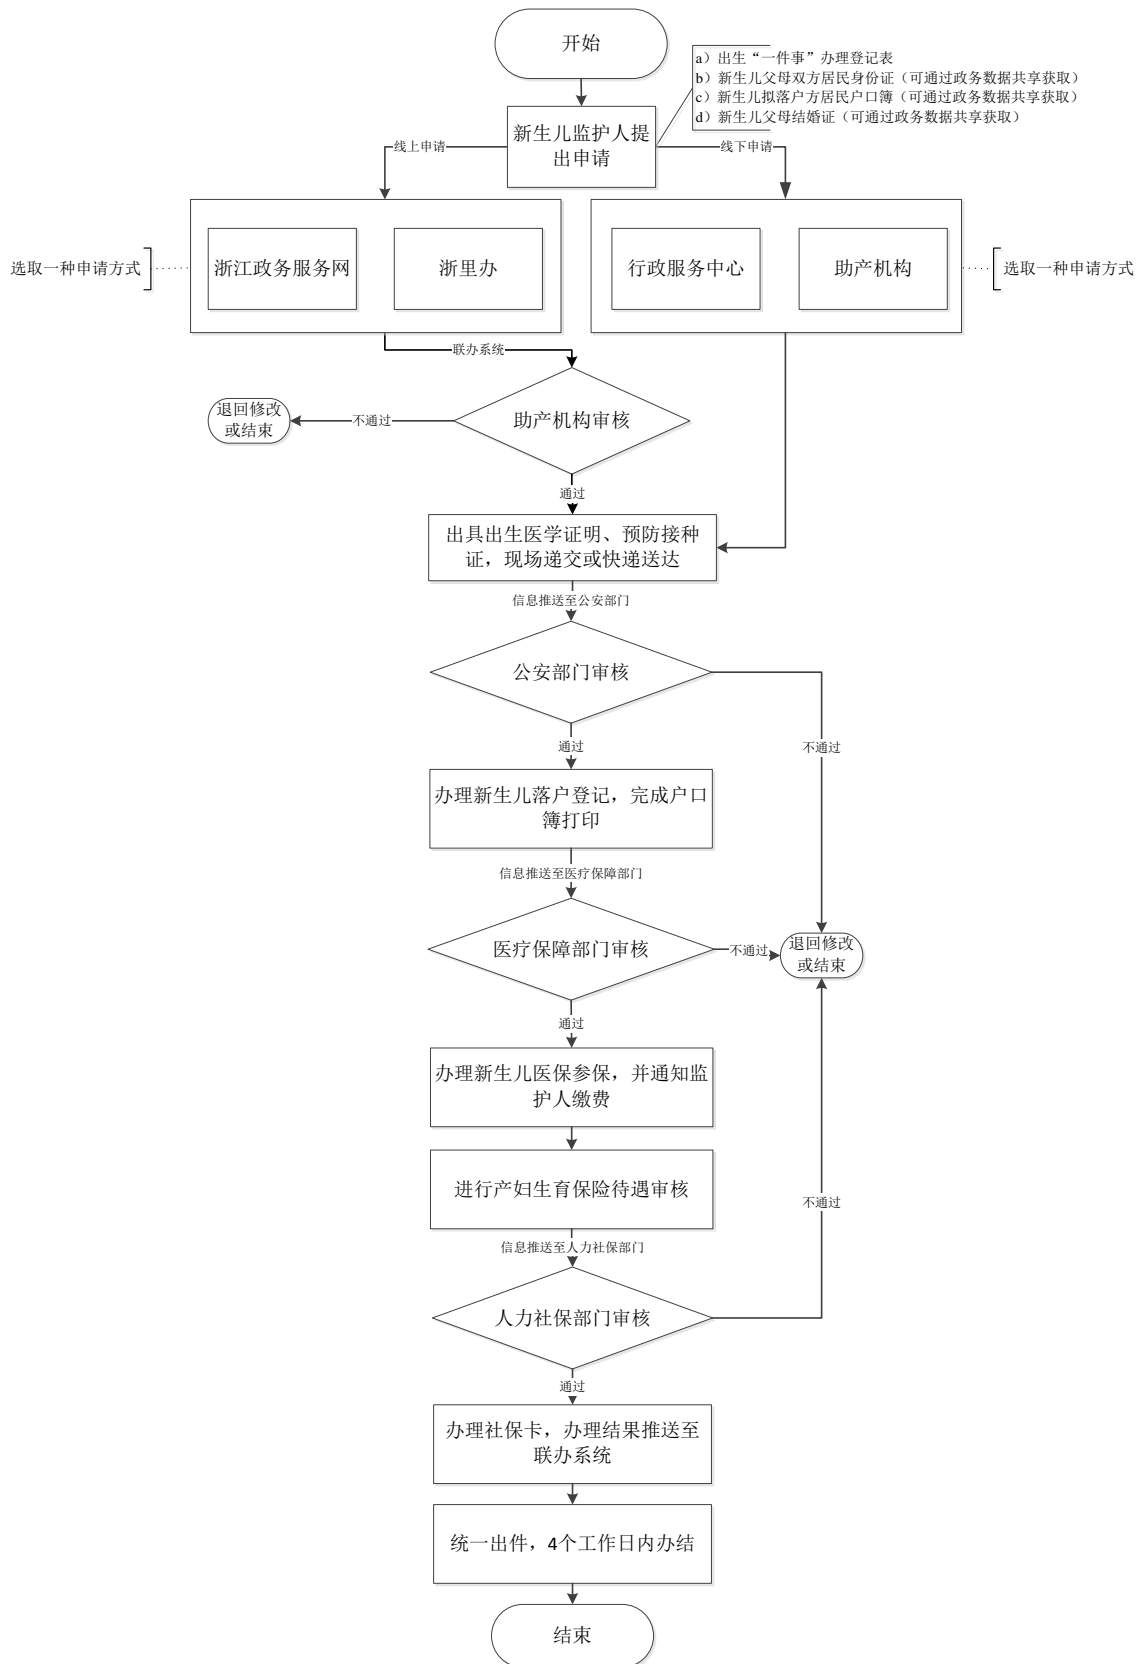 开始
a）出生“一件事”办理登记表
b）新生儿父母双方居民身份证（可通过政务数据共享获取）
c）新生儿拟落户方居民户口簿（可通过政务数据共享获取）
d）新生儿父母结婚证（可通过政务数据共享获取）
新生儿监护人提
出申请
线上申请
线下申请
选取一种申请方式
浙江政务服务网
浙里办
行政服务中心
助产机构
选取一种申请方式
联办系统
助产机构审核
不通过
退回修改
或结束
通过
出具出生医学证明、预防接种
证，现场递交或快递送达
信息推送至公安部门
公安部门审核
不通过
通过
办理新生儿落户登记，完成户口
簿打印
信息推送至医疗保障部门
医疗保障部门审核
不通过
退回修改
或结束
通过
办理新生儿医保参保，并通知监
护人缴费
进行产妇生育保险待遇审核
不通过
信息推送至人力社保部门
人力社保部门审核
通过
办理社保卡，办理结果推送至
联办系统
统一出件，4个工作日内办结
结束